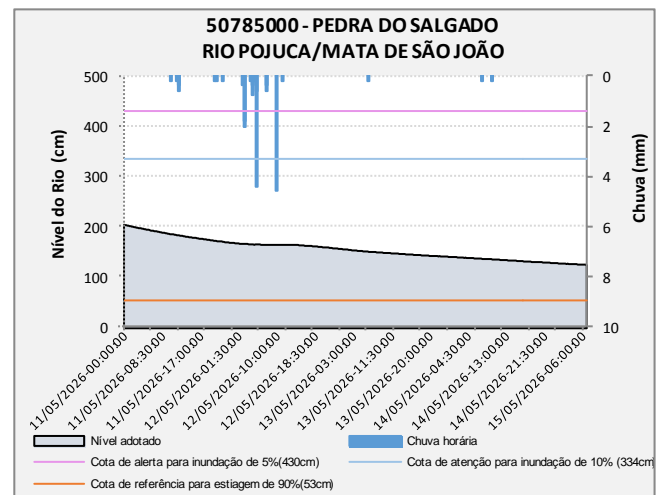 50785000 - PEDRA DO SALGADO
RIO POJUCA/MATA DE SÃO JOÃO
Nível do Rio (cm)
500
400
300
200
100
0
Chuva (mm)
0
2
4
6
8
10
11/05/2026-00:00:00
11/05/2026-08:30:00
11/05/2026-17:00:00
12/05/2026-01:30:00
12/05/2026-10:00:00
12/05/2026-18:30:00
13/05/2026-03:00:00
13/05/2026-11:30:00
13/05/2026-20:00:00
14/05/2026-04:30:00
14/05/2026-13:00:00
14/05/2026-21:30:00
15/05/2026-06:00:00
Nível adotado
Chuva horária
Cota de alerta para inundação de 5%(430cm)
Cota de atenção para inundação de 10% (334cm)
Cota de referência para estiagem de 90%(53cm)